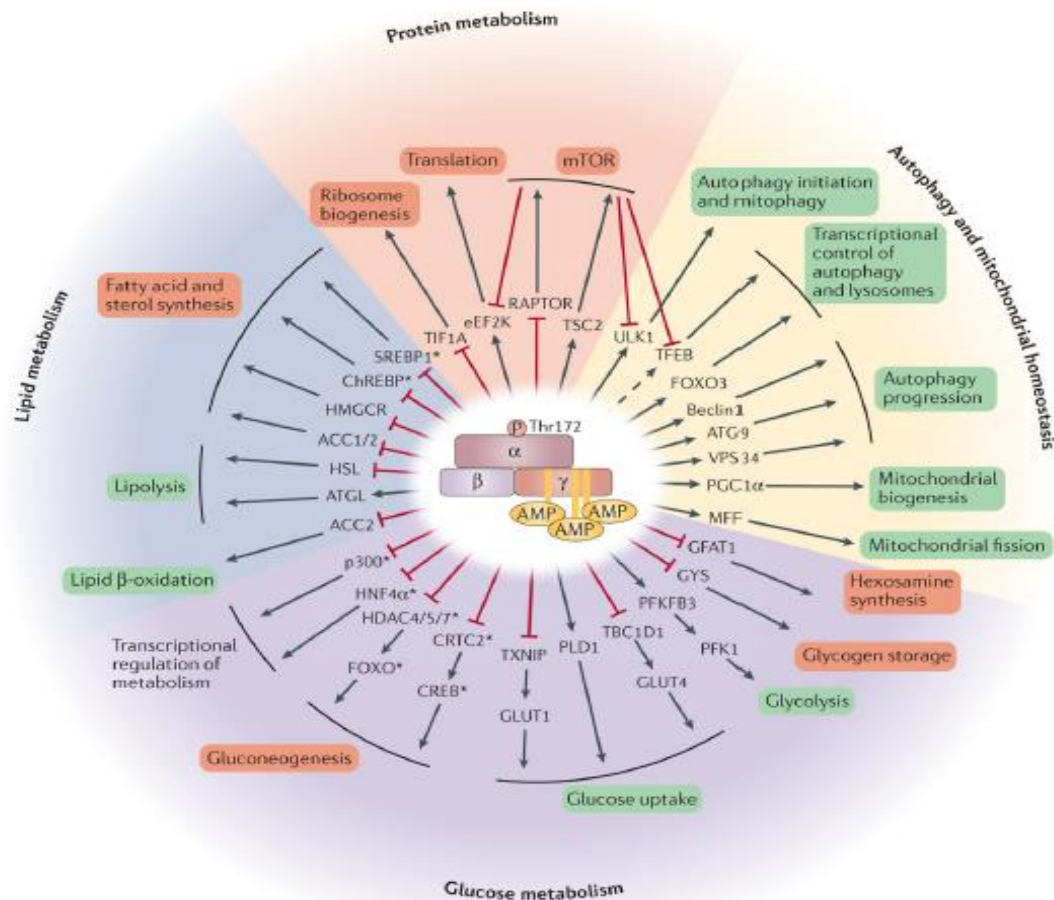 Protein metabolism
Autophagy and mitochondrial homeostasis
Lipid metabolism
Glucose metabolism
Translation
mTOR
Ribosome
biogenesis
Autophagy initiation
and mitophagy
Transcriptional
control of
autophagy
and lysosomes
Fatty acid and
sterol synthesis
Autophagy
progression
Lipolysis
Mitochondrial
biogenesis
Mitochondrial fission
Lipid β-oxidation
Hexosamine
synthesis
Transcriptional
regulation of
metabolism
Glycogen storage
Glycolysis
Gluconeogenesis
Glucose uptake
RAPTOR
eEF2K
TSC2
TIF1A
ULK1
SREBP1*
TFEB
ChREBP*
FOXO3
HMGCR
Beclin1
ACC1/2
ATG9
HSL
VPS34
ATGL
PGC1α
ACC2
MFF
p300*
GFAT1
HNF4α*
GYS
HDAC4/5/7*
PFKFB3
CRTC2*
TBC1D1
TXNIP
PLD1
PFK1
FOXO*
CREB*
GLUT4
GLUT1
P Thr172
α
β
γ
AMP
AMP
AMP